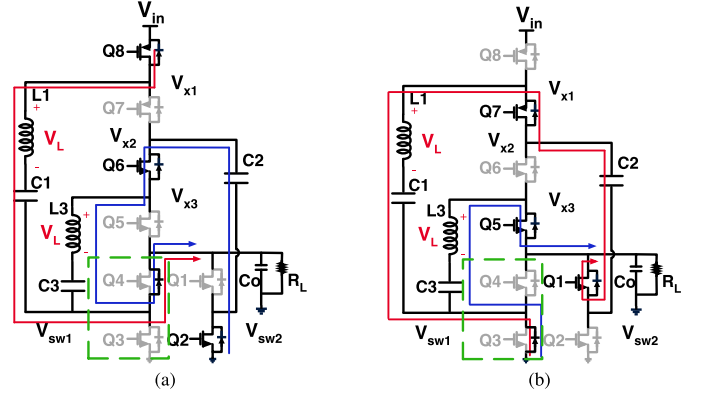 Vin
Q8
Vx1
L1
+
VL
-
Q7
Vx2
Q6
C2
C1
Vx3
L3
+
VL
-
Q5
C3
Q4
Q1
Co
RL
Vsw1
Q3
Q2
Vsw2
(a)
Vin
Q8
Vx1
L1
+
VL
-
Q7
Vx2
Q6
C2
C1
Vx3
L3
+
VL
-
Q5
C3
Q4
Q1
Co
RL
Vsw1
Q3
Q2
Vsw2
(b)